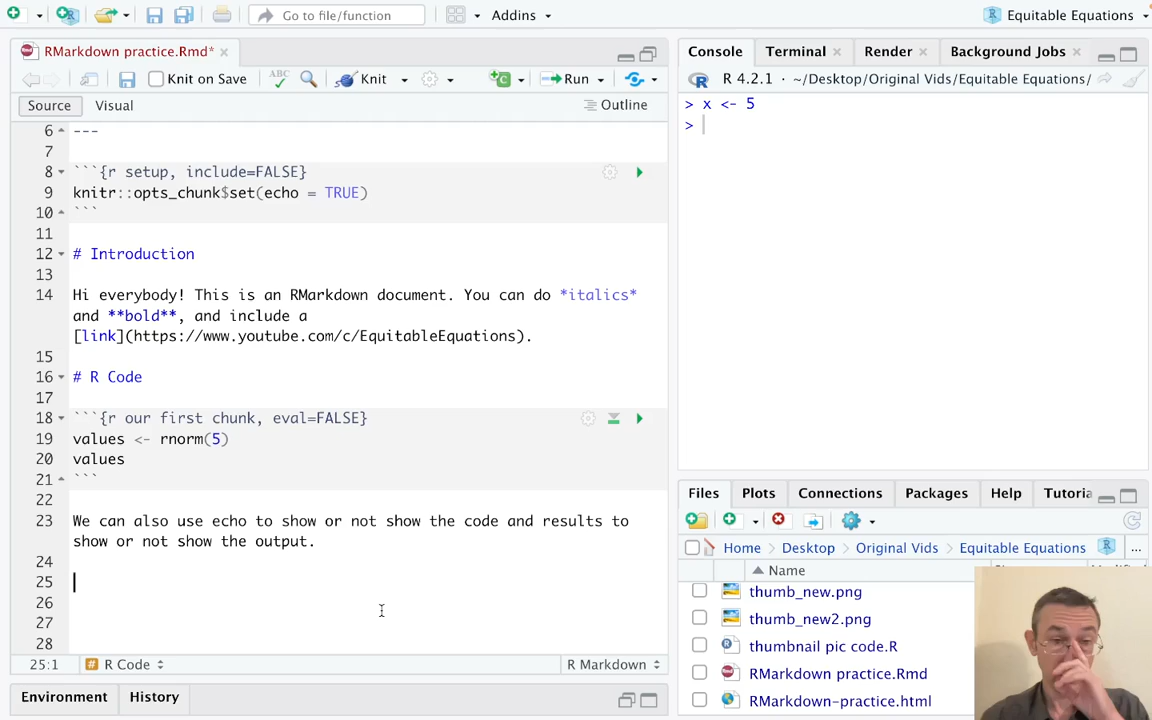 Go to file/function
Addins
Equitable Equations
RMarkdown practice.Rmd*
Knit on Save
ABC
Knit
Run
Source
Visual
Outline
6 ---
7
8 ```{r setup, include=FALSE}
9 knitr::opts_chunk$set(echo = TRUE)
10 ```
11
12 # Introduction
13
14 Hi everybody! This is an RMarkdown document. You can do *italics*
and **bold**, and include a
[link](https://www.youtube.com/c/EquitableEquations).
15
16 # R Code
17
18 ```{r our first chunk, eval=FALSE}
19 values <- rnorm(5)
20 values
21 ```
22
23 We can also use echo to show or not show the code and results to
show or not show the output.
24
25
26
27
28
25:1 # R Code
R Markdown
Environment
History
Console
Terminal
Render
Background Jobs
R R 4.2.1 · ~/Desktop/Original Vids/Equitable Equations/
> x <- 5
>
Files
Plots
Connections
Packages
Help
Tutoria
Home
Desktop
Original Vids
Equitable Equations
...
Name
thumb_new.png
thumb_new2.png
thumbnail pic code.R
RMarkdown practice.Rmd
RMarkdown-practice.html